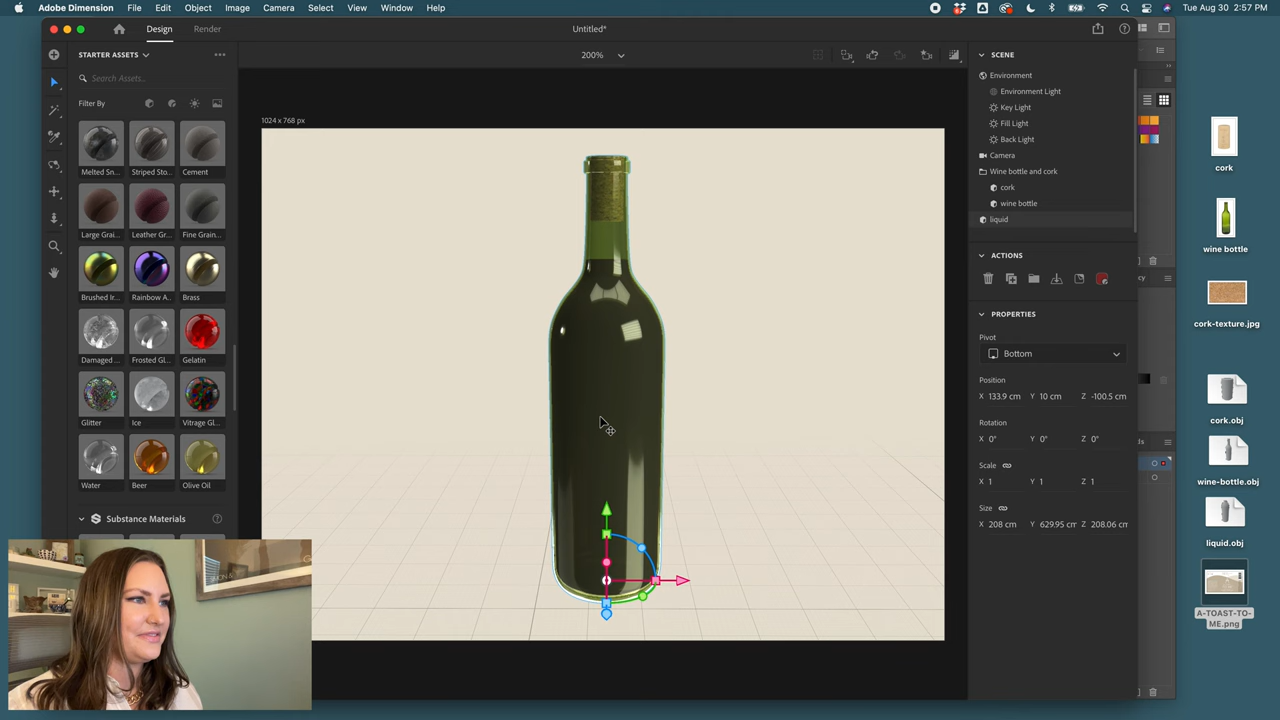 Adobe Dimension File Edit Object Image Camera Select View Window Help Tue Aug 30 2:57 PM
Design Render Untitled*
STARTER ASSETS 200% SCENE
Search Assets...
Filter By
1024 x 768 px
Environment
Environment Light
Key Light
Fill Light
Back Light
Camera
Wine bottle and cork
cork
wine bottle
liquid
Melted Sn... Striped Sto... Cement
Large Grai... Leather Gr... Fine Grain...
Brushed Ir... Rainbow A... Brass
Damaged ... Frosted Gl... Gelatin
Glitter Ice Vitrage Gl...
Water Beer Olive Oil
Substance Materials
ACTIONS
PROPERTIES
Pivot
Bottom
Position
X 133.9 cm Y 10 cm Z -100.5 cm
Rotation
X 0° Y 0° Z 0°
Scale
X 1 Y 1 Z 1
Size
X 208 cm Y 629.95 cm Z 208.06 cm
cork
wine bottle
cork-texture.jpg
cork.obj
wine-bottle.obj
liquid.obj
A-TOAST-TO-
ME.png